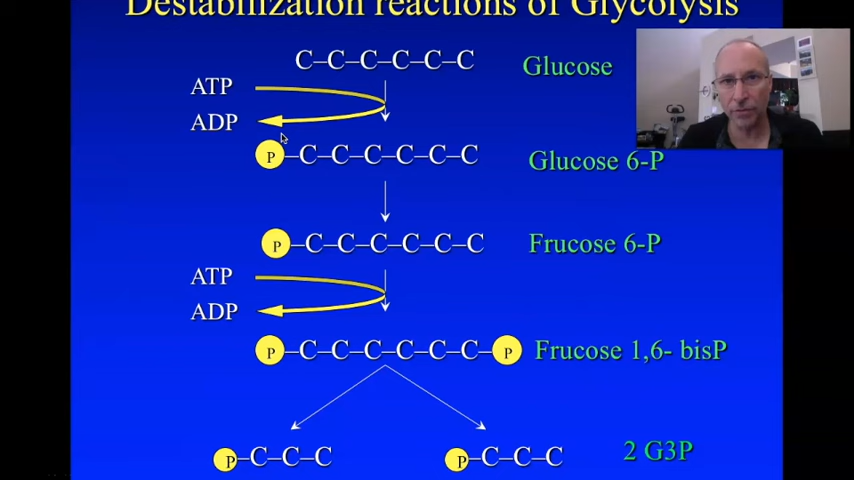 Destabilization reactions of Glycolysis
C–C–C–C–C–C Glucose
ATP
ADP
P–C–C–C–C–C–C Glucose 6-P
P–C–C–C–C–C–C Frucose 6-P
ATP
ADP
P–C–C–C–C–C–C–P Frucose 1,6- bisP
P–C–C–C P–C–C–C 2 G3P